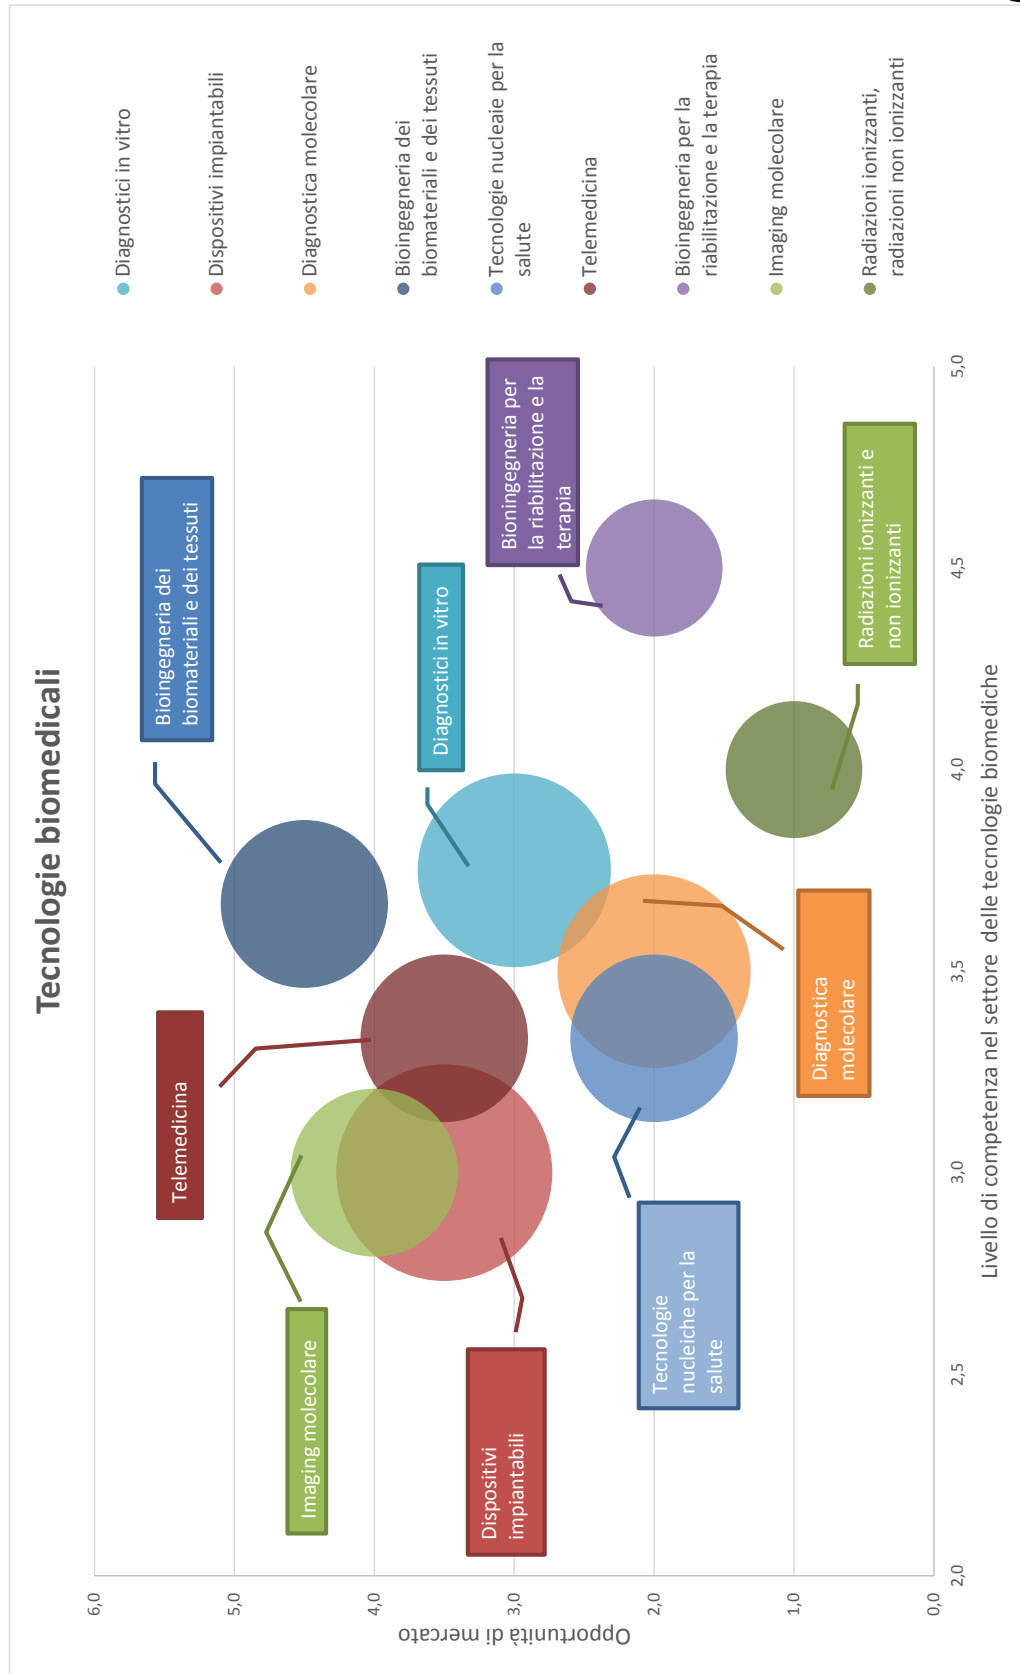 Tecnologie biomedicali
Opportunità di mercato
6,0
5,0
4,0
3,0
2,0
1,0
0,0
2,0
2,5
3,0
3,5
4,0
4,5
5,0
Livello di competenza nel settore delle tecnologie biomediche
Imaging molecolare
Dispositivi
impiantabili
Tecnologie
nucleiche per la
salute
Telemedicina
Diagnostica
molecolare
Bioingegneria dei
biomateriali e dei tessuti
Diagnostici in vitro
Bioningegneria per
la riabilitazione e la
terapia
Radiazioni ionizzanti e
non ionizzanti
Diagnostici in vitro
Dispositivi impiantabili
Diagnostica molecolare
Bioingegneria dei
biomateriali e dei tessuti
Tecnologie nucleaie per la
salute
Telemedicina
Bioingegneria per la
riabilitazione e la terapia
Imaging molecolare
Radiazioni ionizzanti,
radiazioni non ionizzanti